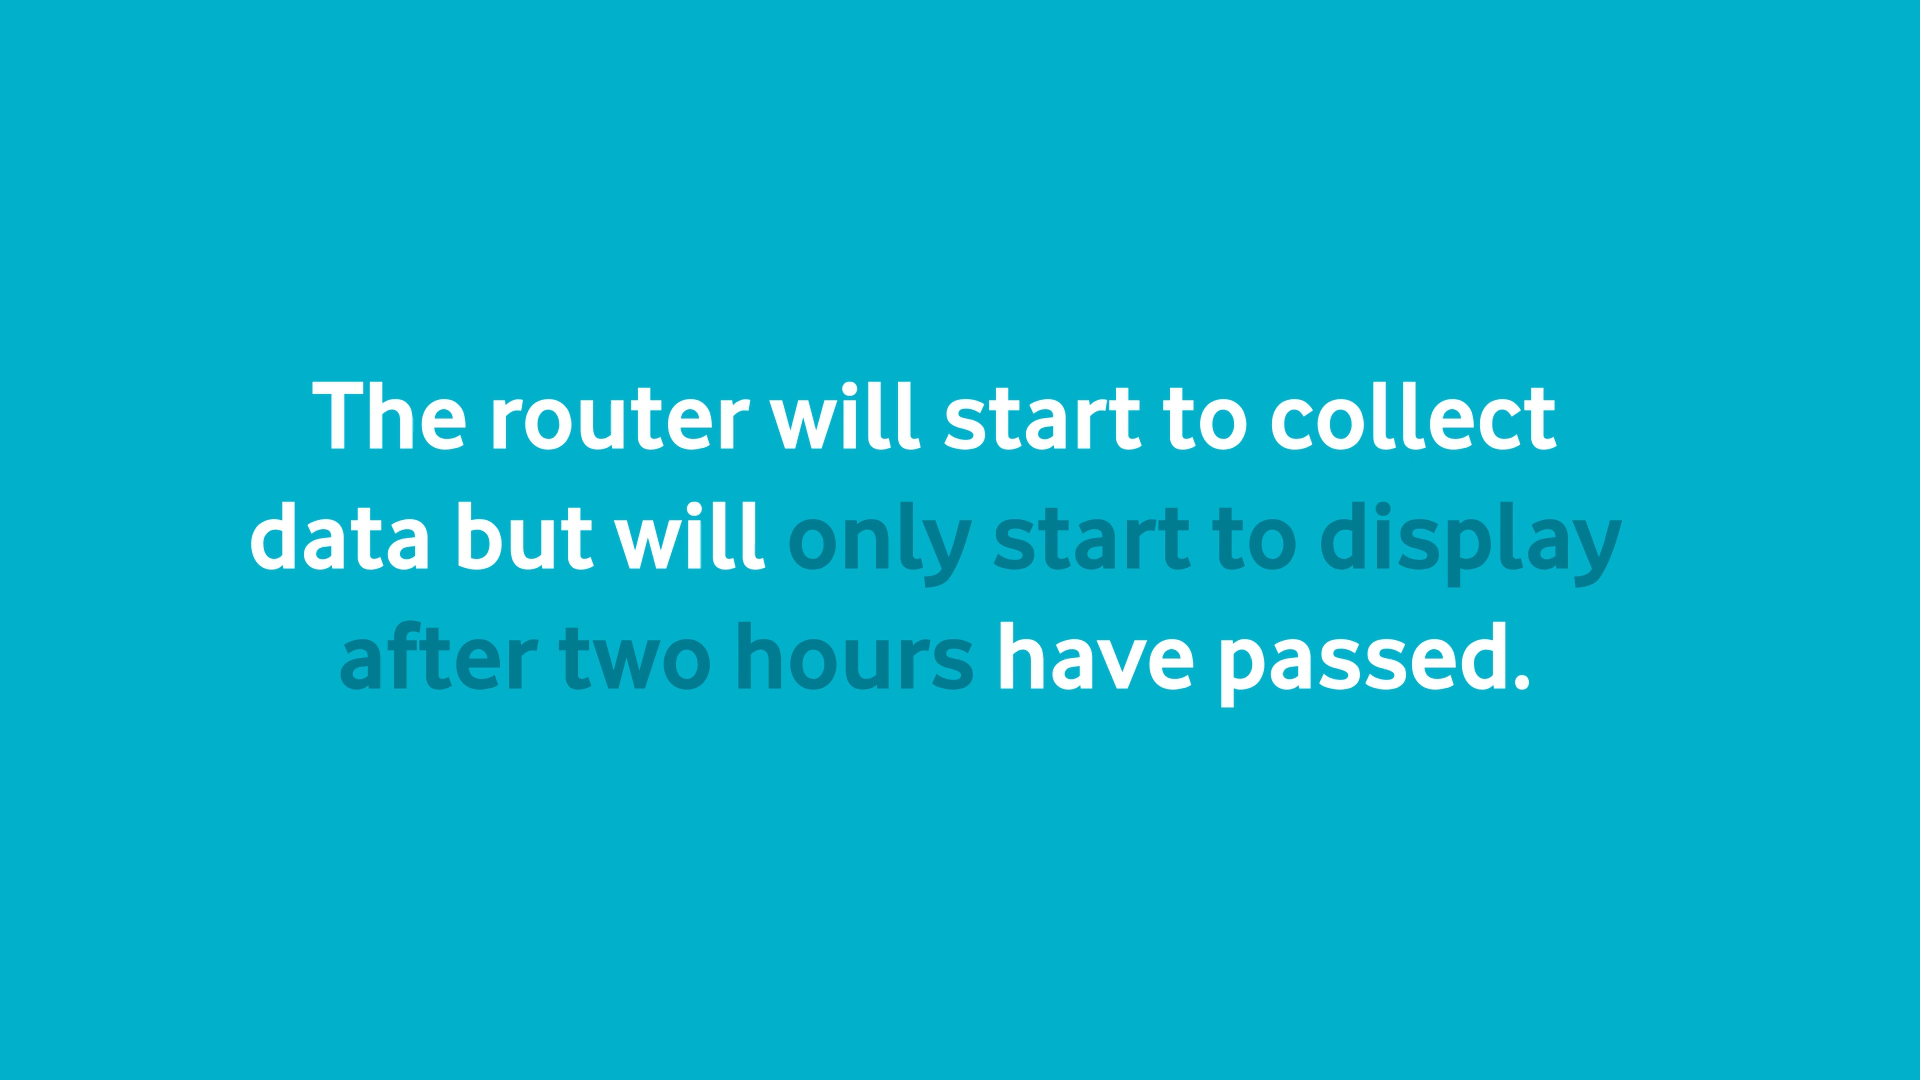 The router will start to collect
data but will only start to display
after two hours have passed.